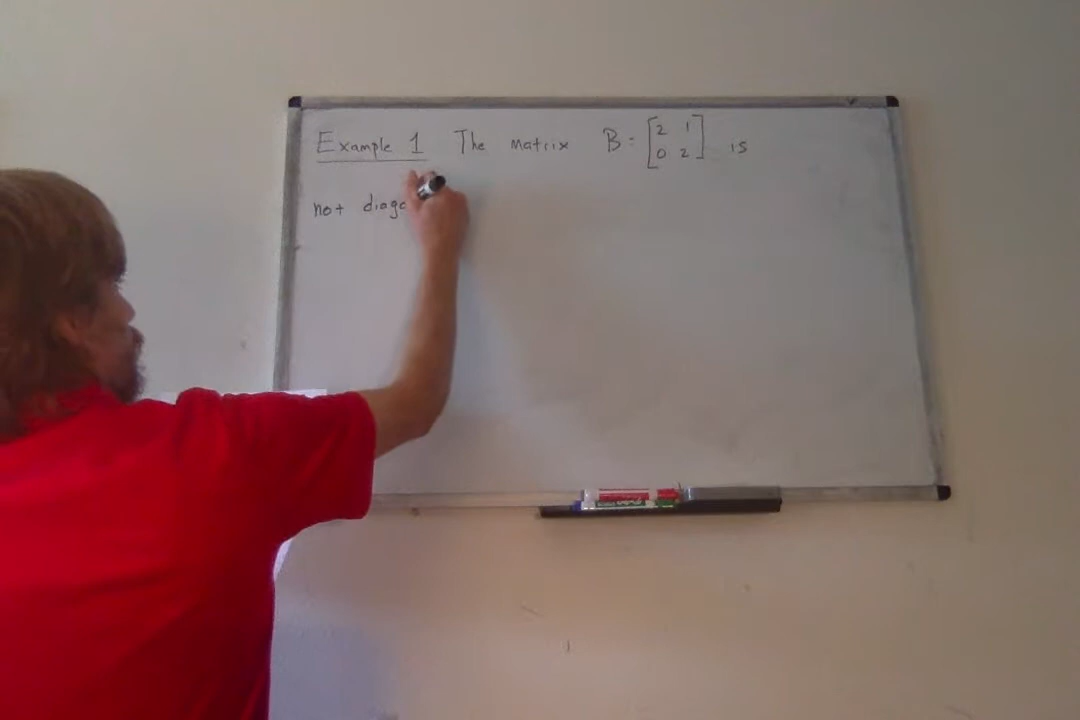 Example 1 The matrix B = [2 1; 0 2] is
not diago